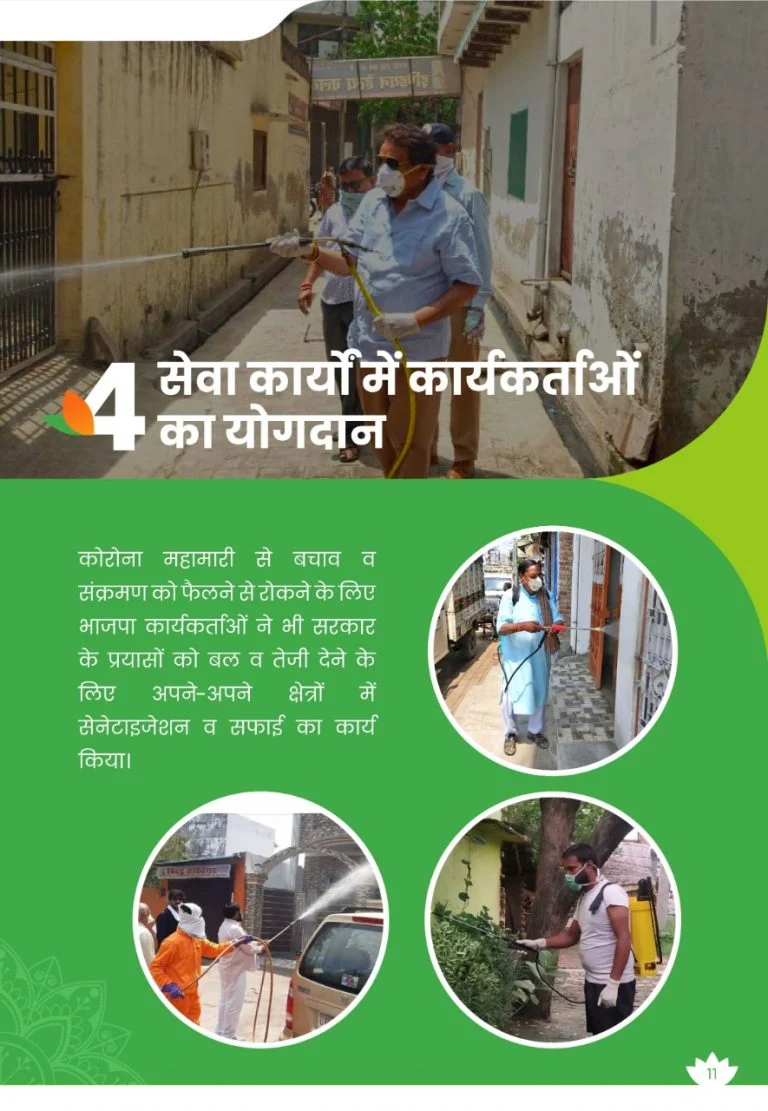 4 सेवा कार्यों में कार्यकर्ताओं
का योगदान
कोरोना महामारी से बचाव व
संक्रमण को फैलने से रोकने के लिए
भाजपा कार्यकर्ताओं ने भी सरकार
के प्रयासों को बल व तेजी देने के
लिए अपने-अपने क्षेत्रों में
सेनेटाइजेशन व सफाई का कार्य
किया।
11